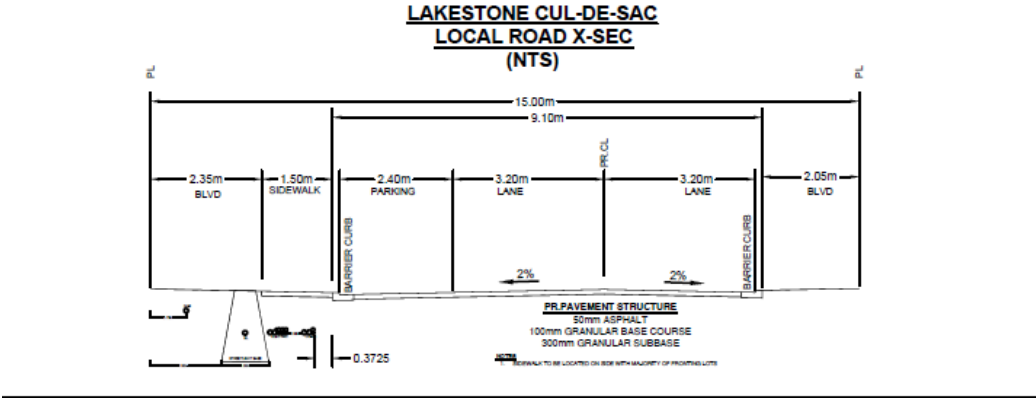 LAKESTONE CUL-DE-SAC
LOCAL ROAD X-SEC
(NTS)
PL
PL
15.00m
9.10m
PR.CL
2.35m
BLVD
1.50m
SIDEWALK
2.40m
PARKING
3.20m
LANE
3.20m
LANE
2.05m
BLVD
BARRIER CURB
BARRIER CURB
2%
2%
PR.PAVEMENT STRUCTURE
50mm ASPHALT
100mm GRANULAR BASE COURSE
300mm GRANULAR SUBBASE
0.3725
NOTES
1. SIDEWALK TO BE LOCATED ON SIDE WITH MAJORITY OF FRONTING LOTS